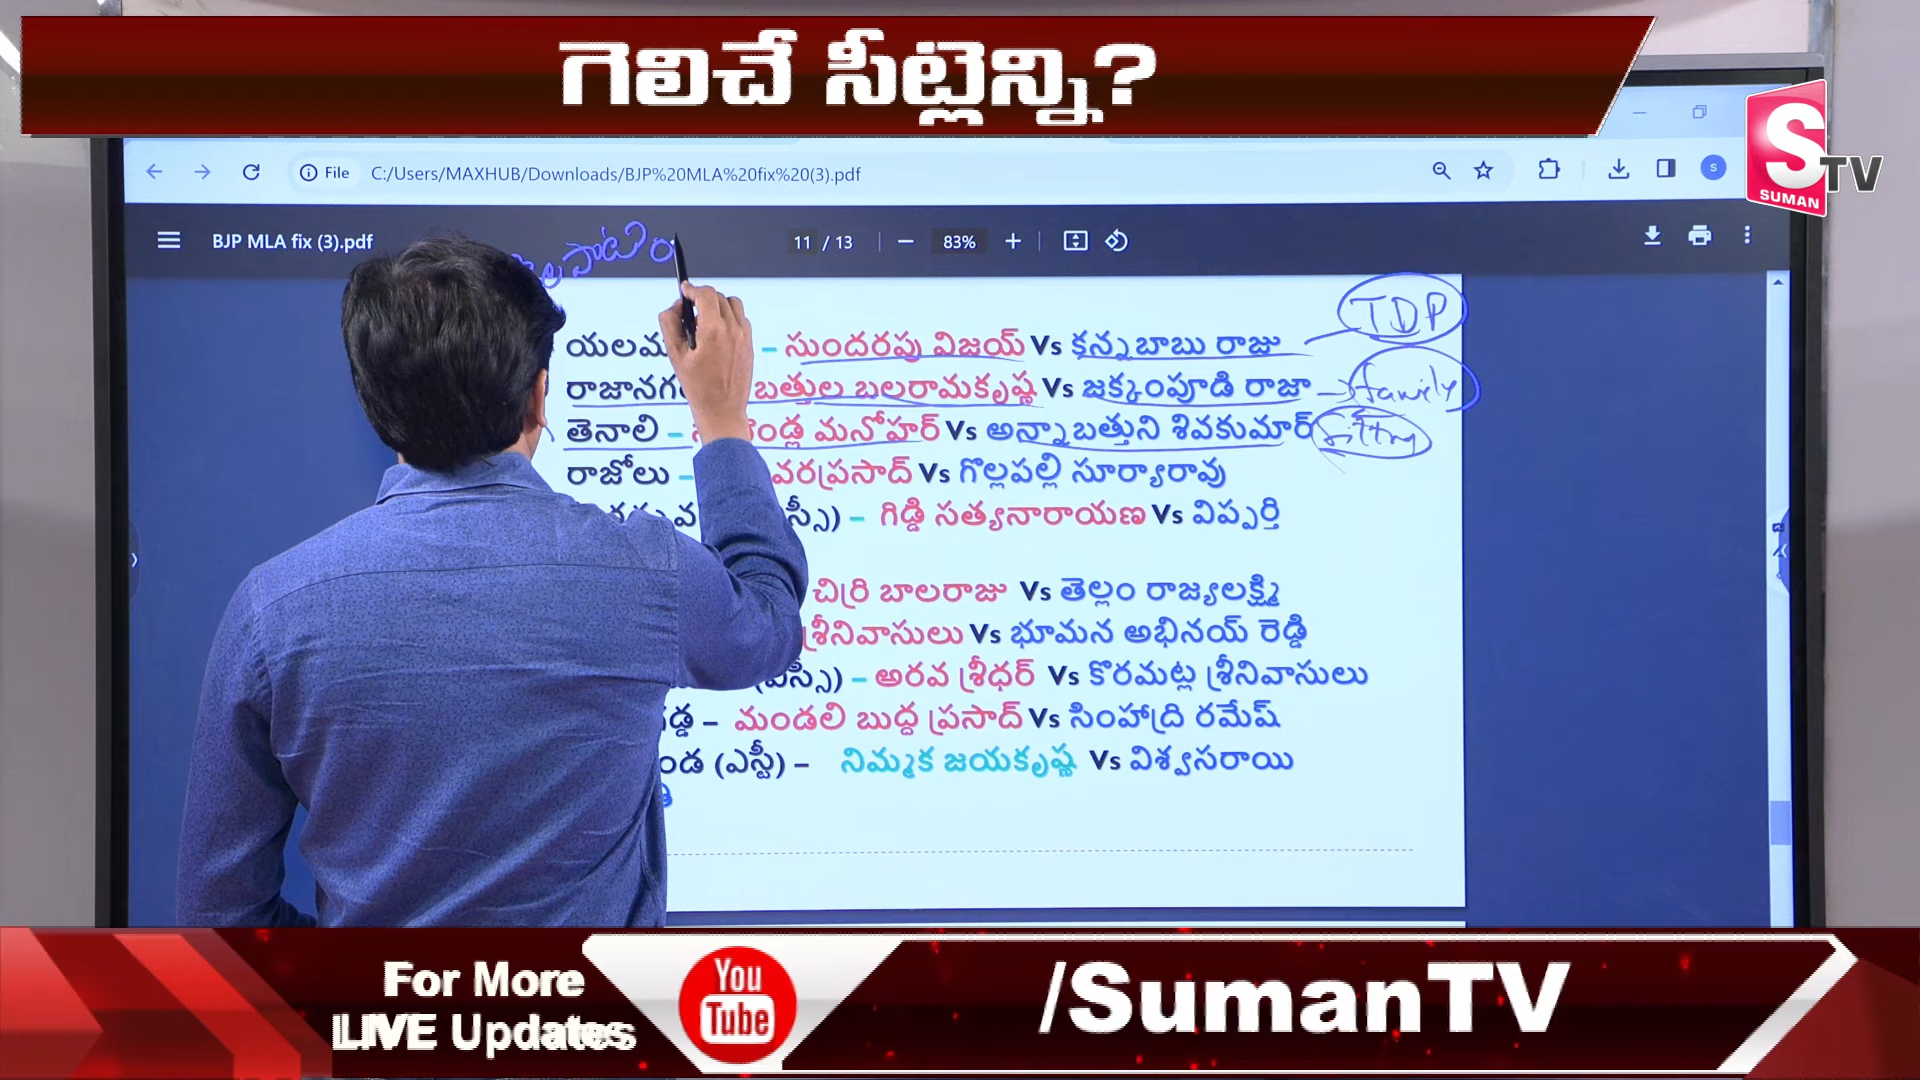 గెలిచే సీట్లెన్ని?
S
SUMAN TV
File C:/Users/MAXHUB/Downloads/BJP%20MLA%20fix%20(3).pdf
S
BJP MLA fix (3).pdf 11 / 13 83%
TDP
– సుందరపు విజయ్ Vs కన్నబాబు రాజు
బత్తుల బలరామకృష్ణ Vs జక్కంపూడి రాజా family
తెనాలి – మనోహర్ Vs అన్నాబత్తుని శివకుమార్ sitting
రాజోలు – వరప్రసాద్ Vs గొల్లపల్లి సూర్యారావు
– గిడ్డి సత్యనారాయణ Vs విప్పర్తి
చిర్రి బాలరాజు Vs తెల్లం రాజ్యలక్ష్మి
శ్రీనివాసులు Vs భూమన అభినయ్ రెడ్డి
(ఎస్సీ) – అరవ శ్రీధర్ Vs కొరమట్ల శ్రీనివాసులు
– మండలి బుద్ధ ప్రసాద్ Vs సింహాద్రి రమేష్
(ఎస్టీ) – నిమ్మక జయకృష్ణ Vs విశ్వసరాయి
For More
LIVE Updates
You
Tube
/SumanTV